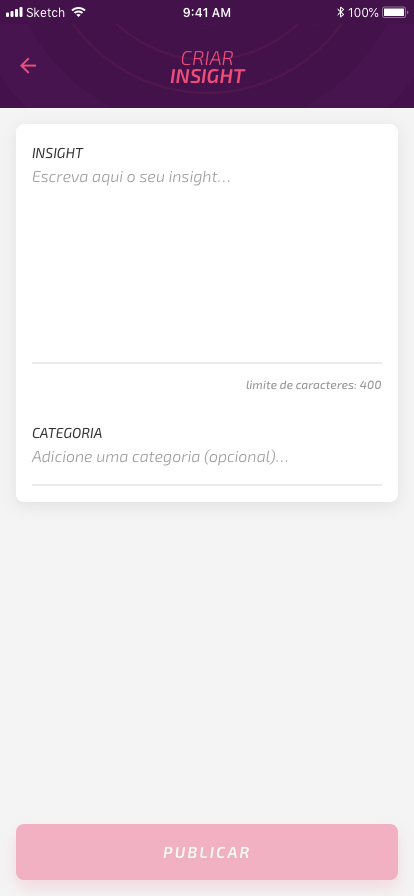 Sketch 9:41 AM 100%
CRIAR
INSIGHT
INSIGHT
Escreva aqui o seu insight...
limite de caracteres: 400
CATEGORIA
Adicione uma categoria (opcional)...
PUBLICAR